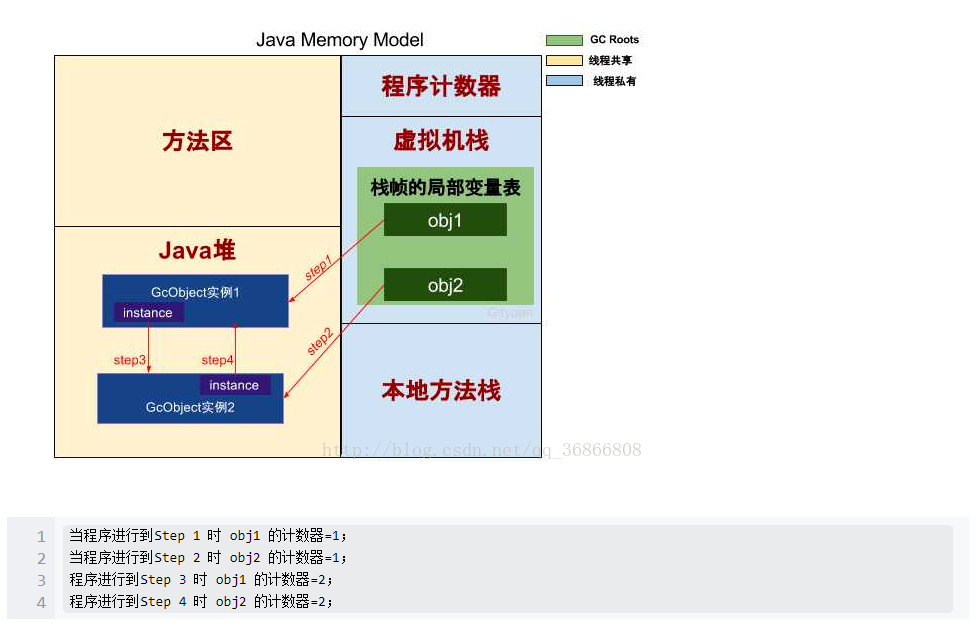 Java Memory Model
GC Roots
线程共享
线程私有
程序计数器
方法区
虚拟机栈
栈帧的局部变量表
obj1
Java堆
step1
obj2
GcObject实例1
instance
Gityuan
step2
step3
step4
instance
GcObject实例2
本地方法栈
http://blog.csdn.net/qq_36866808
1 当程序进行到Step 1 时 obj1 的计数器=1;
2 当程序进行到Step 2 时 obj2 的计数器=1;
3 程序进行到Step 3 时 obj1 的计数器=2;
4 程序进行到Step 4 时 obj2 的计数器=2;